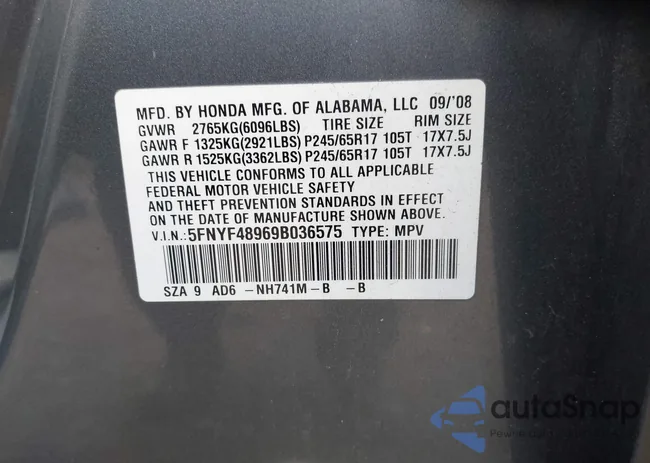 MFD. BY HONDA MFG. OF ALABAMA, LLC 09/'08
GVWR 2765KG(6096LBS) TIRE SIZE RIM SIZE
GAWR F 1325KG(2921LBS) P245/65R17 105T 17X7.5J
GAWR R 1525KG(3362LBS) P245/65R17 105T 17X7.5J
THIS VEHICLE CONFORMS TO ALL APPLICABLE
FEDERAL MOTOR VEHICLE SAFETY
AND THEFT PREVENTION STANDARDS IN EFFECT
ON THE DATE OF MANUFACTURE SHOWN ABOVE.
V.I.N.:5FNYF48969B036575 TYPE: MPV
SZA 9 AD6 -NH741M-B -B
autoSnap